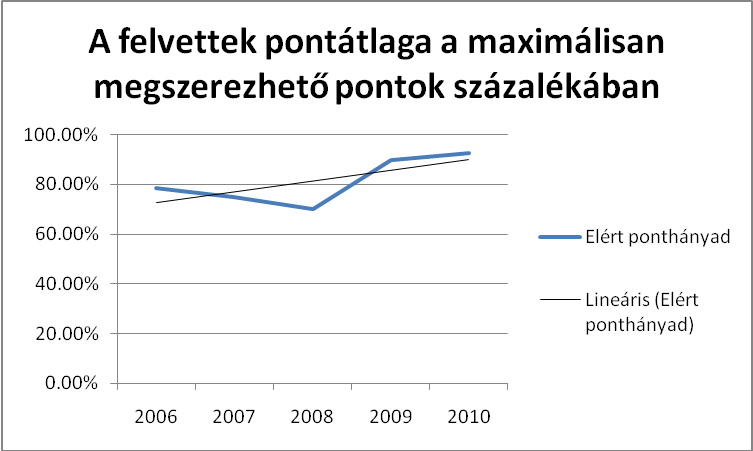 A felvettek pontátlaga a maximálisan
megszerezhető pontok százalékában
100.00%
80.00%
60.00%
40.00%
20.00%
0.00%
2006 2007 2008 2009 2010
Elért ponthányad
Lineáris (Elért
ponthányad)